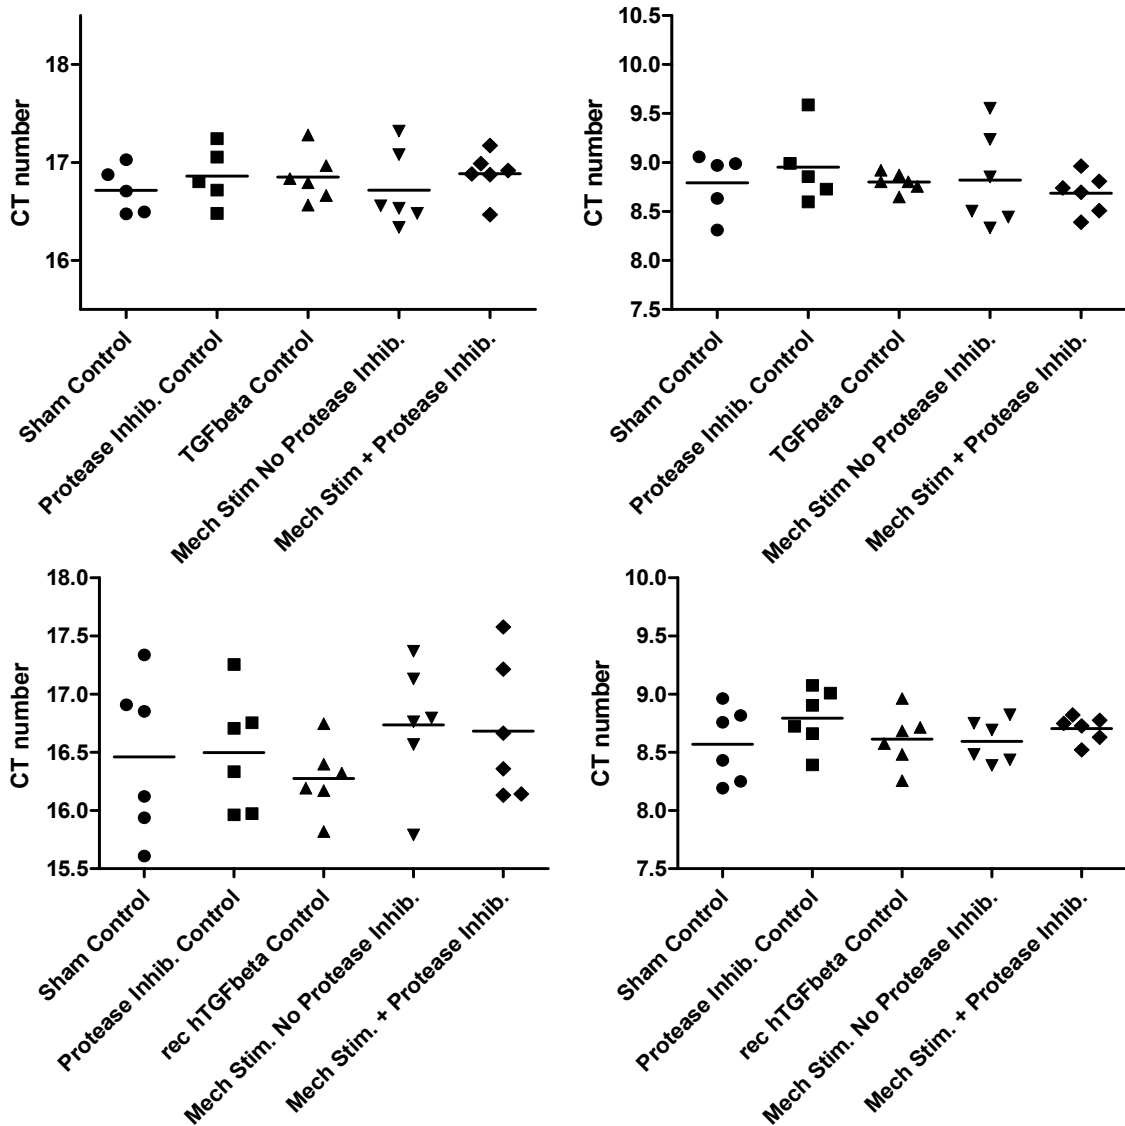 CT number
18
17
16
Sham Control
Protease Inhib. Control
TGFbeta Control
Mech Stim No Protease Inhib.
Mech Stim + Protease Inhib.
CT number
10.5
10.0
9.5
9.0
8.5
8.0
7.5
Sham Control
Protease Inhib. Control
TGFbeta Control
Mech Stim No Protease Inhib.
Mech Stim + Protease Inhib.
CT number
18.0
17.5
17.0
16.5
16.0
15.5
Sham Control
Protease Inhib. Control
rec hTGFbeta Control
Mech Stim. No Protease Inhib.
Mech Stim. + Protease Inhib.
CT number
10.0
9.5
9.0
8.5
8.0
7.5
Sham Control
Protease Inhib. Control
rec hTGFbeta Control
Mech Stim. No Protease Inhib.
Mech Stim. + Protease Inhib.